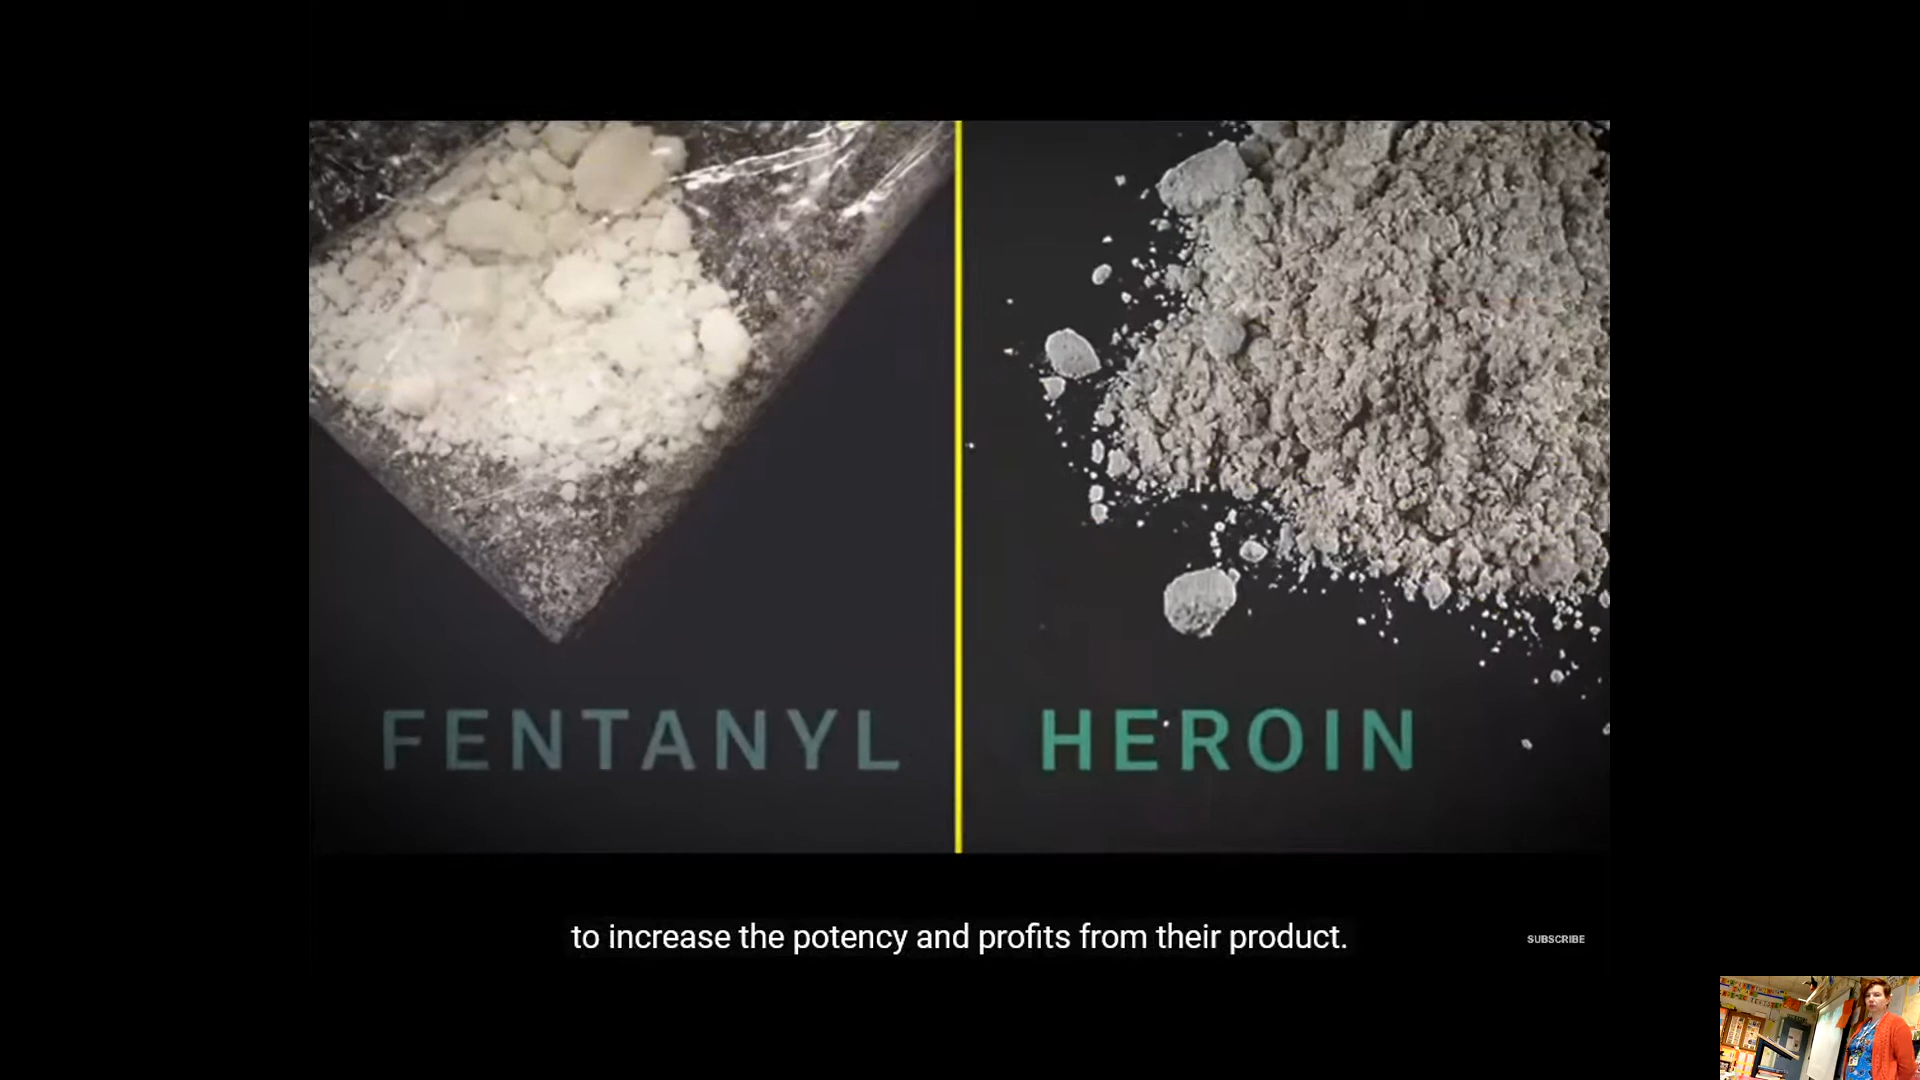 FENTANYL
HEROIN
to increase the potency and profits from their product.
SUBSCRIBE